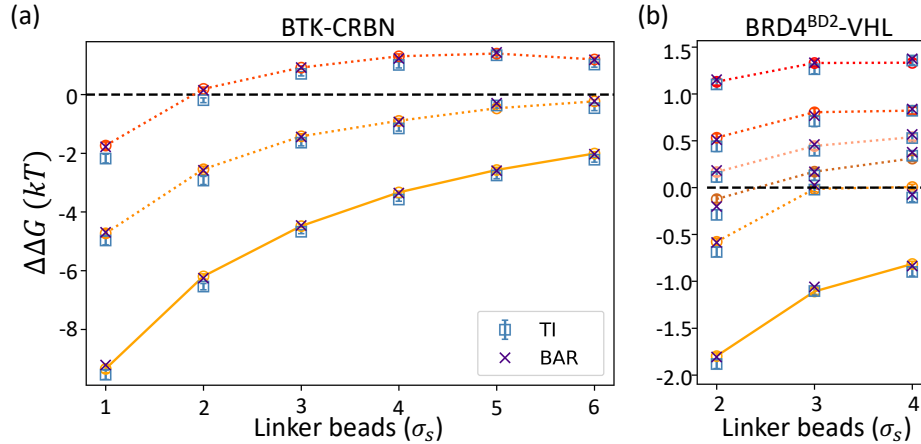 (a) BTK-CRBN
ΔΔG (kT)
0
-2
-4
-6
-8
1 2 3 4 5 6
Linker beads (σs)
TI
BAR
(b) BRD4BD2-VHL
1.5
1.0
0.5
0.0
-0.5
-1.0
-1.5
-2.0
2 3 4
Linker beads (σs)